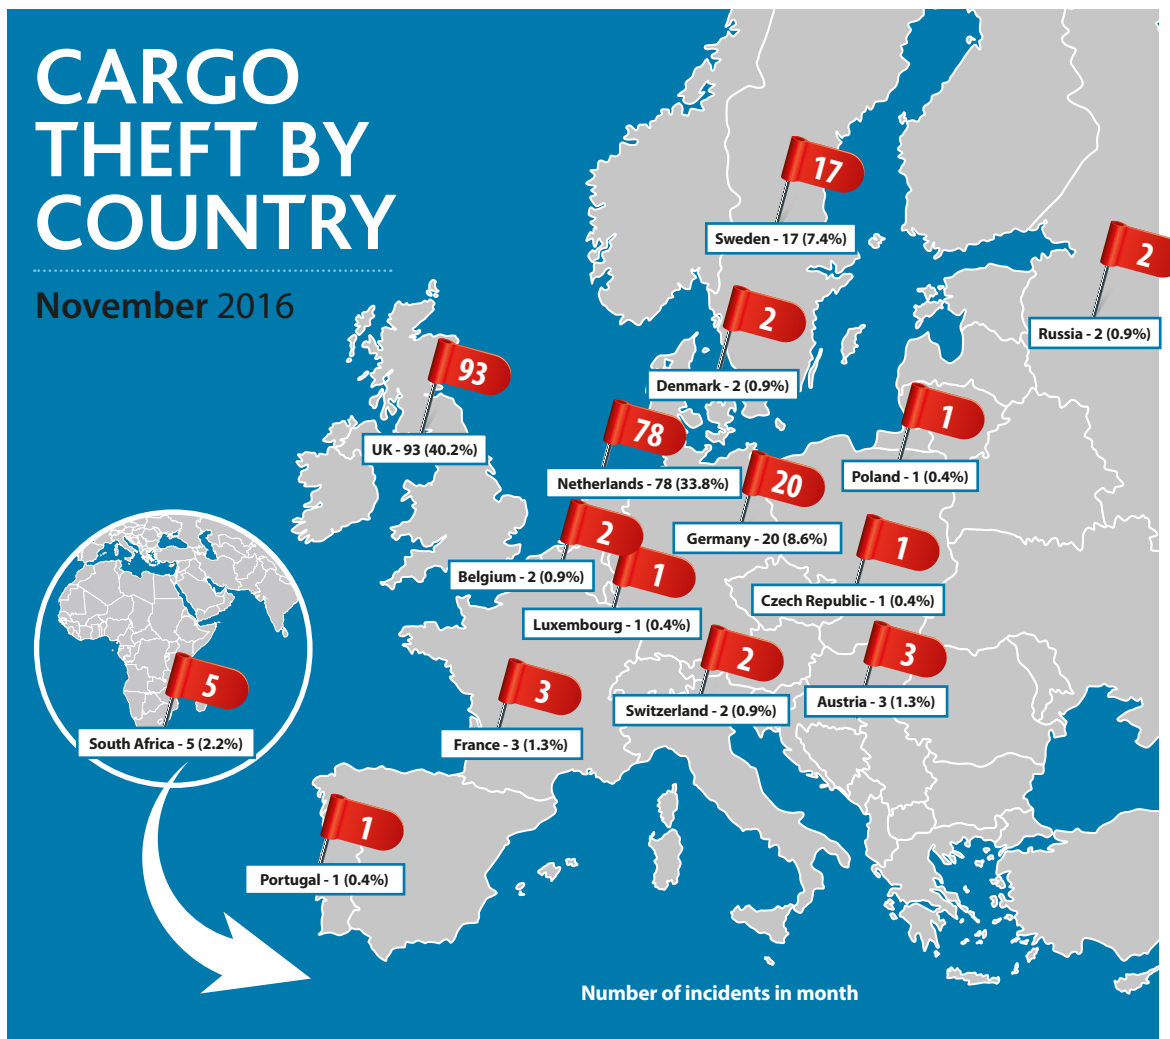 CARGO
THEFT BY
COUNTRY
November 2016
17
Sweden - 17 (7.4%)
2
Russia - 2 (0.9%)
2
Denmark - 2 (0.9%)
93
UK - 93 (40.2%)
78
Netherlands - 78 (33.8%)
1
Poland - 1 (0.4%)
20
Germany - 20 (8.6%)
2
Belgium - 2 (0.9%)
1
Luxembourg - 1 (0.4%)
1
Czech Republic - 1 (0.4%)
2
Switzerland - 2 (0.9%)
3
Austria - 3 (1.3%)
3
France - 3 (1.3%)
5
South Africa - 5 (2.2%)
1
Portugal - 1 (0.4%)
Number of incidents in month